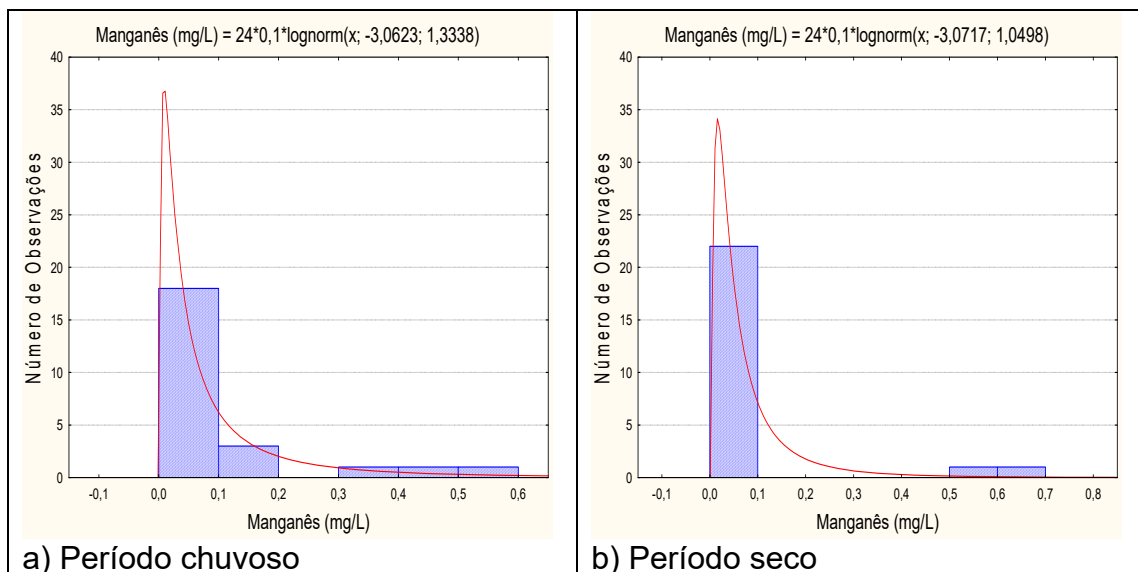 Manganês (mg/L) = 24*0,1*lognorm(x; -3,0623; 1,3338)
40
35
30
25
20
15
10
5
0
Número de Observações
-0,1 0,0 0,1 0,2 0,3 0,4 0,5 0,6
Manganês (mg/L)
a) Período chuvoso
Manganês (mg/L) = 24*0,1*lognorm(x; -3,0717; 1,0498)
40
35
30
25
20
15
10
5
0
Número de Observações
-0,1 0,0 0,1 0,2 0,3 0,4 0,5 0,6 0,7 0,8
Manganês (mg/L)
b) Período seco